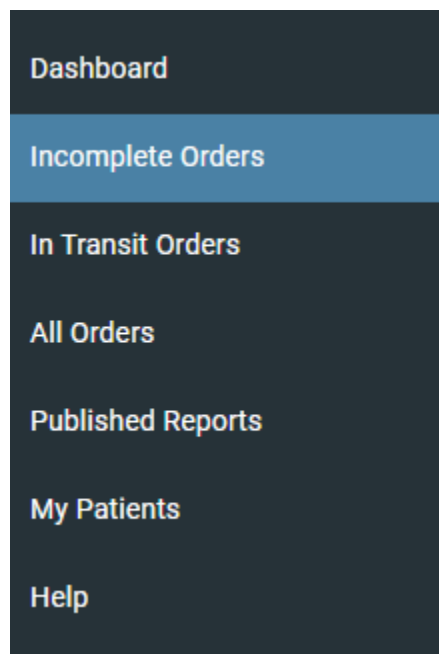 Dashboard
Incomplete Orders
In Transit Orders
All Orders
Published Reports
My Patients
Help